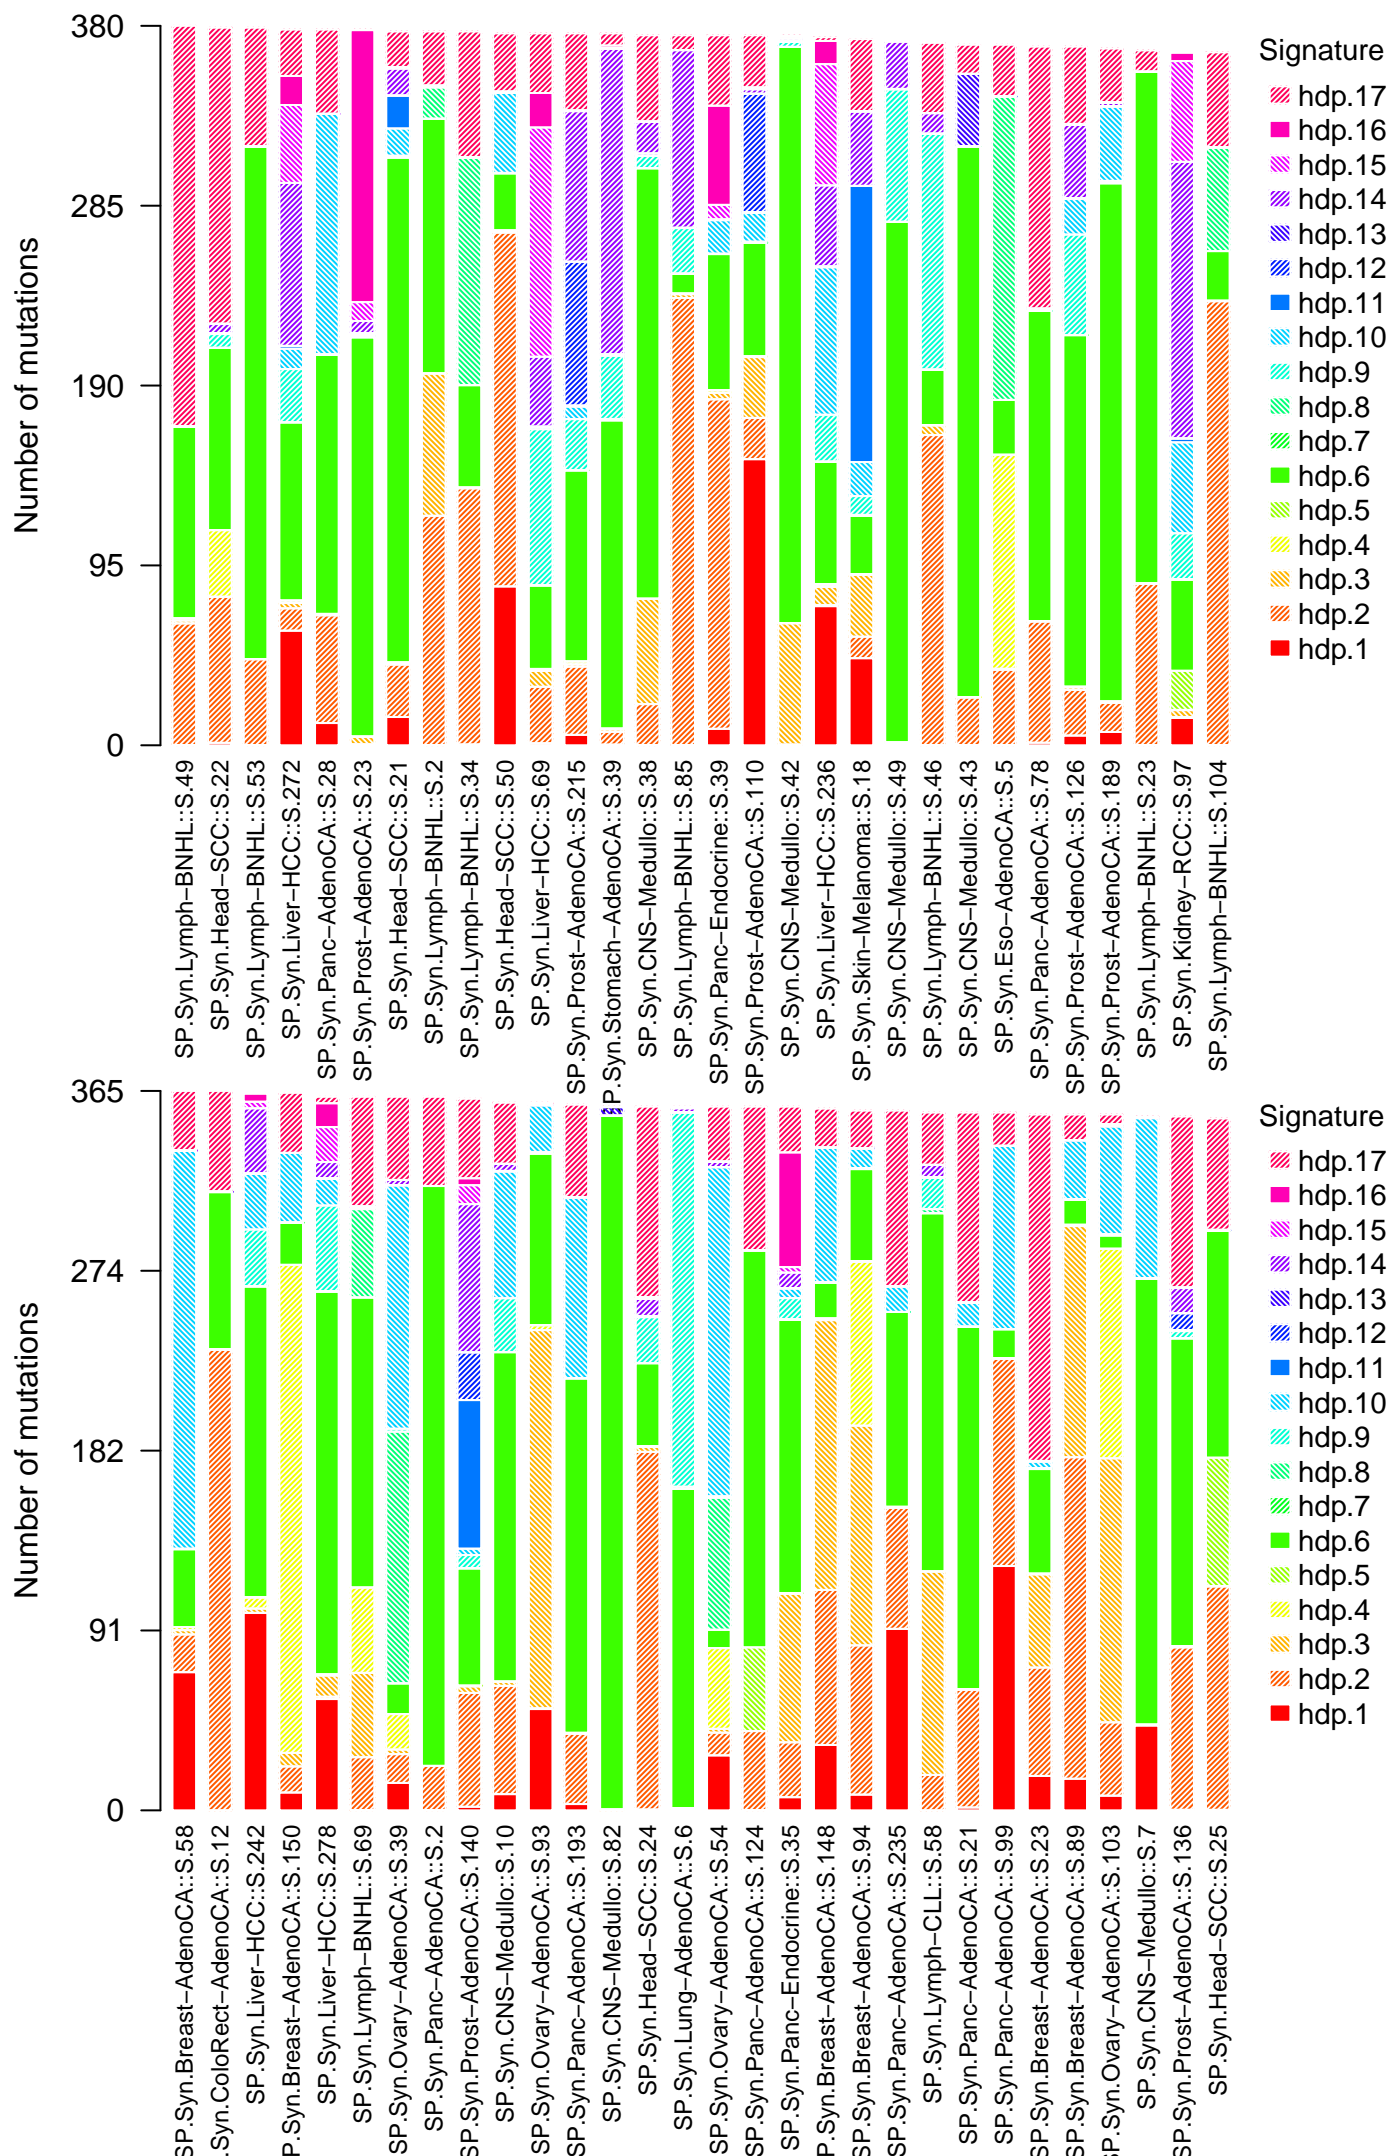 380
285
190
95
0
Number of mutations
Signature
hdp.17
hdp.16
hdp.15
hdp.14
hdp.13
hdp.12
hdp.11
hdp.10
hdp.9
hdp.8
hdp.7
hdp.6
hdp.5
hdp.4
hdp.3
hdp.2
hdp.1
SP.Syn.Lymph−BNHL::S.49
SP.Syn.Head−SCC::S.22
SP.Syn.Lymph−BNHL::S.53
SP.Syn.Liver−HCC::S.272
SP.Syn.Panc−AdenoCA::S.28
SP.Syn.Prost−AdenoCA::S.23
SP.Syn.Head−SCC::S.21
SP.Syn.Lymph−BNHL::S.2
SP.Syn.Lymph−BNHL::S.34
SP.Syn.Head−SCC::S.50
SP.Syn.Liver−HCC::S.69
SP.Syn.Prost−AdenoCA::S.215
P.Syn.Stomach−AdenoCA::S.39
SP.Syn.CNS−Medullo::S.38
SP.Syn.Lymph−BNHL::S.85
SP.Syn.Panc−Endocrine::S.39
SP.Syn.Prost−AdenoCA::S.110
SP.Syn.CNS−Medullo::S.42
SP.Syn.Liver−HCC::S.236
SP.Syn.Skin−Melanoma::S.18
SP.Syn.CNS−Medullo::S.49
SP.Syn.Lymph−BNHL::S.46
SP.Syn.CNS−Medullo::S.43
SP.Syn.Eso−AdenoCA::S.5
SP.Syn.Panc−AdenoCA::S.78
SP.Syn.Prost−AdenoCA::S.126
SP.Syn.Prost−AdenoCA::S.189
SP.Syn.Lymph−BNHL::S.23
SP.Syn.Kidney−RCC::S.97
SP.Syn.Lymph−BNHL::S.104
365
274
182
91
0
Number of mutations
Signature
hdp.17
hdp.16
hdp.15
hdp.14
hdp.13
hdp.12
hdp.11
hdp.10
hdp.9
hdp.8
hdp.7
hdp.6
hdp.5
hdp.4
hdp.3
hdp.2
hdp.1
SP.Syn.Breast−AdenoCA::S.58
.Syn.ColoRect−AdenoCA::S.12
SP.Syn.Liver−HCC::S.242
P.Syn.Breast−AdenoCA::S.150
SP.Syn.Liver−HCC::S.278
SP.Syn.Lymph−BNHL::S.69
SP.Syn.Ovary−AdenoCA::S.39
SP.Syn.Panc−AdenoCA::S.2
SP.Syn.Prost−AdenoCA::S.140
SP.Syn.CNS−Medullo::S.10
SP.Syn.Ovary−AdenoCA::S.93
SP.Syn.Panc−AdenoCA::S.193
SP.Syn.CNS−Medullo::S.82
SP.Syn.Head−SCC::S.24
SP.Syn.Lung−AdenoCA::S.6
SP.Syn.Ovary−AdenoCA::S.54
SP.Syn.Panc−AdenoCA::S.124
SP.Syn.Panc−Endocrine::S.35
SP.Syn.Breast−AdenoCA::S.148
SP.Syn.Breast−AdenoCA::S.94
SP.Syn.Panc−AdenoCA::S.235
SP.Syn.Lymph−CLL::S.58
SP.Syn.Panc−AdenoCA::S.21
SP.Syn.Panc−AdenoCA::S.99
SP.Syn.Breast−AdenoCA::S.23
SP.Syn.Breast−AdenoCA::S.89
SP.Syn.Ovary−AdenoCA::S.103
SP.Syn.CNS−Medullo::S.7
SP.Syn.Prost−AdenoCA::S.136
SP.Syn.Head−SCC::S.25